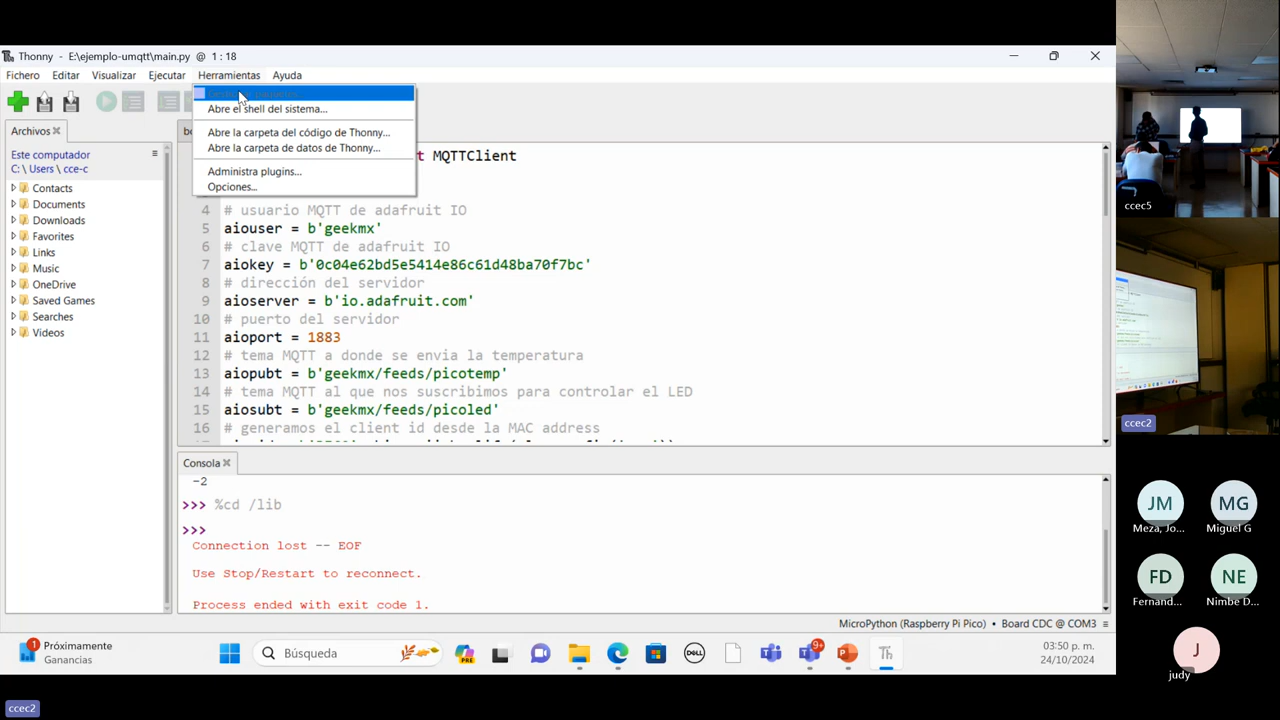 Thonny - E:\ejemplo-umqtt\main.py @ 1 : 18
Fichero Editar Visualizar Ejecutar Herramientas Ayuda
Abre el shell del sistema...
Abre la carpeta del código de Thonny...
Abre la carpeta de datos de Thonny...
Administra plugins...
Opciones...
Archivos
Este computador
C: \ Users \ cce-c
Contacts
Documents
Downloads
Favorites
Links
Music
OneDrive
Saved Games
Searches
Videos
t MQTTClient
4 # usuario MQTT de adafruit IO
5 aiouser = b'geekmx'
6 # clave MQTT de adafruit IO
7 aiokey = b'0c04e62bd5e5414e86c61d48ba70f7bc'
8 # dirección del servidor
9 aioserver = b'io.adafruit.com'
10 # puerto del servidor
11 aioport = 1883
12 # tema MQTT a donde se envia la temperatura
13 aiopubt = b'geekmx/feeds/picotemp'
14 # tema MQTT al que nos suscribimos para controlar el LED
15 aiosubt = b'geekmx/feeds/picoled'
16 # generamos el client id desde la MAC address
Consola
-2
>>> %cd /lib
>>>
Connection lost -- EOF
Use Stop/Restart to reconnect.
Process ended with exit code 1.
MicroPython (Raspberry Pi Pico) • Board CDC @ COM3
1 Próximamente
Ganancias
Búsqueda
PRE
DELL
9+
Th
03:50 p. m.
24/10/2024
ccec5
ccec2
JM
Meza, Jo...
MG
Miguel G
FD
Fernand...
NE
Nimbe D...
J
judy
ccec2